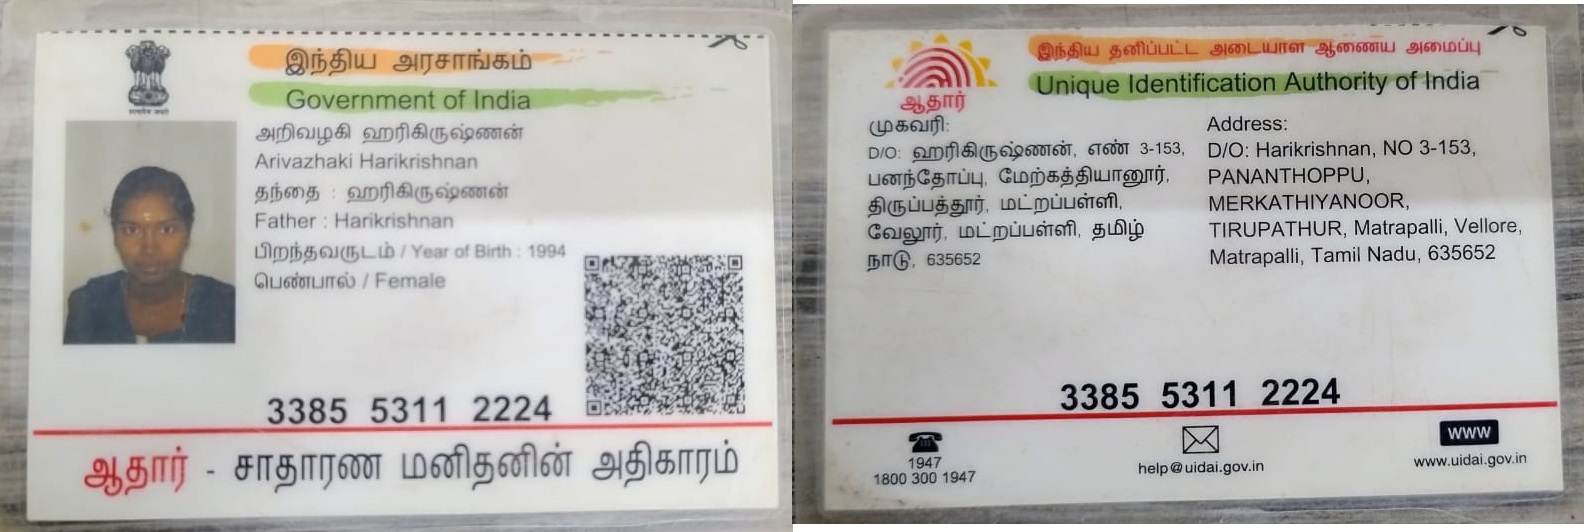 இந்திய அரசாங்கம்
Government of India
அறிவழகி ஹரிகிருஷ்ணன்
Arivazhaki Harikrishnan
தந்தை : ஹரிகிருஷ்ணன்
Father : Harikrishnan
பிறந்தவருடம் / Year of Birth : 1994
பெண்பால் / Female
3385 5311 2224
ஆதார் - சாதாரண மனிதனின் அதிகாரம்
இந்திய தனிப்பட்ட அடையாள ஆணைய அமைப்பு
Unique Identification Authority of India
ஆதார்
முகவரி:
D/O: ஹரிகிருஷ்ணன், எண் 3-153,
பனந்தோப்பு, மேற்கத்தியானூர்,
திருப்பத்தூர், மட்றப்பள்ளி,
வேலூர், மட்றப்பள்ளி, தமிழ்
நாடு, 635652
Address:
D/O: Harikrishnan, NO 3-153,
PANANTHOPPU,
MERKATHIYANOOR,
TIRUPATHUR, Matrapalli, Vellore,
Matrapalli, Tamil Nadu, 635652
3385 5311 2224
1947
1800 300 1947
help@uidai.gov.in
WWW
www.uidai.gov.in